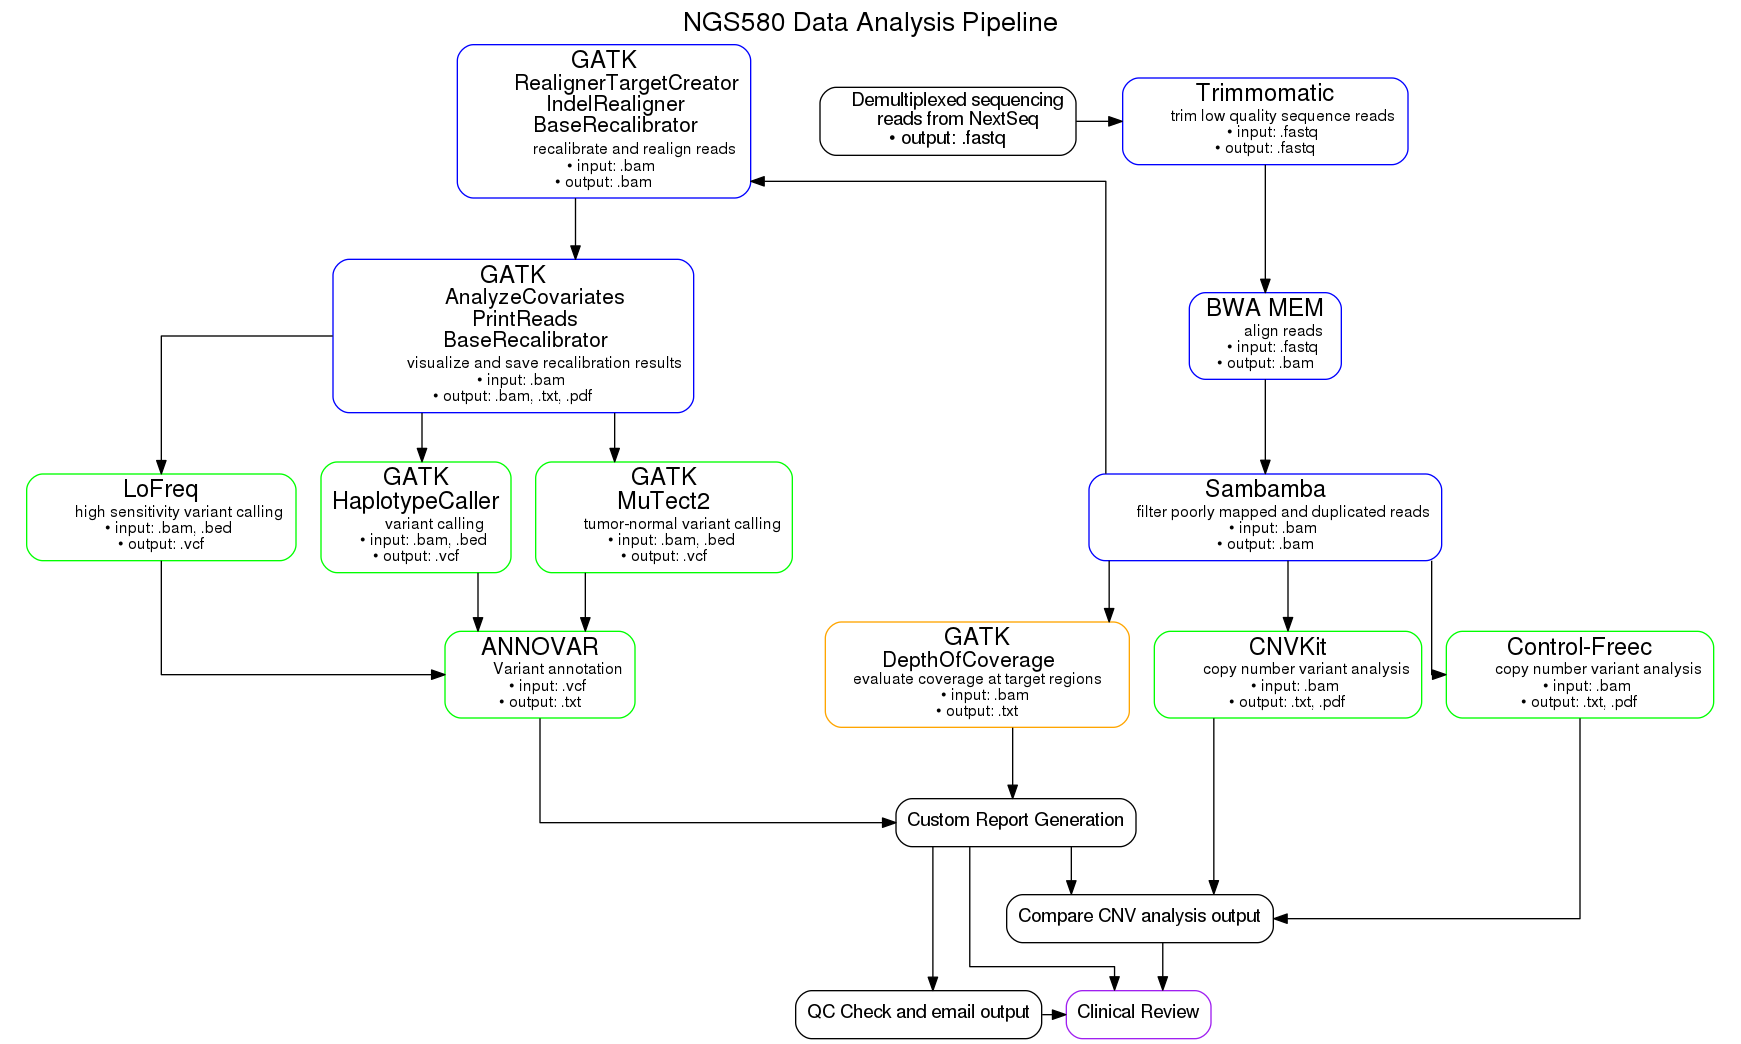 NGS580 Data Analysis Pipeline
GATK
RealignerTargetCreator
IndelRealigner
BaseRecalibrator
recalibrate and realign reads
• input: .bam
• output: .bam
Demultiplexed sequencing
reads from NextSeq
• output: .fastq
Trimmomatic
trim low quality sequence reads
• input: .fastq
• output: .fastq
GATK
AnalyzeCovariates
PrintReads
BaseRecalibrator
visualize and save recalibration results
• input: .bam
• output: .bam, .txt, .pdf
BWA MEM
align reads
• input: .fastq
• output: .bam
LoFreq
high sensitivity variant calling
• input: .bam, .bed
• output: .vcf
GATK
HaplotypeCaller
variant calling
• input: .bam, .bed
• output: .vcf
GATK
MuTect2
tumor-normal variant calling
• input: .bam, .bed
• output: .vcf
Sambamba
filter poorly mapped and duplicated reads
• input: .bam
• output: .bam
ANNOVAR
Variant annotation
• input: .vcf
• output: .txt
GATK
DepthOfCoverage
evaluate coverage at target regions
• input: .bam
• output: .txt
CNVKit
copy number variant analysis
• input: .bam
• output: .txt, .pdf
Control-Freec
copy number variant analysis
• input: .bam
• output: .txt, .pdf
Custom Report Generation
Compare CNV analysis output
QC Check and email output
Clinical Review